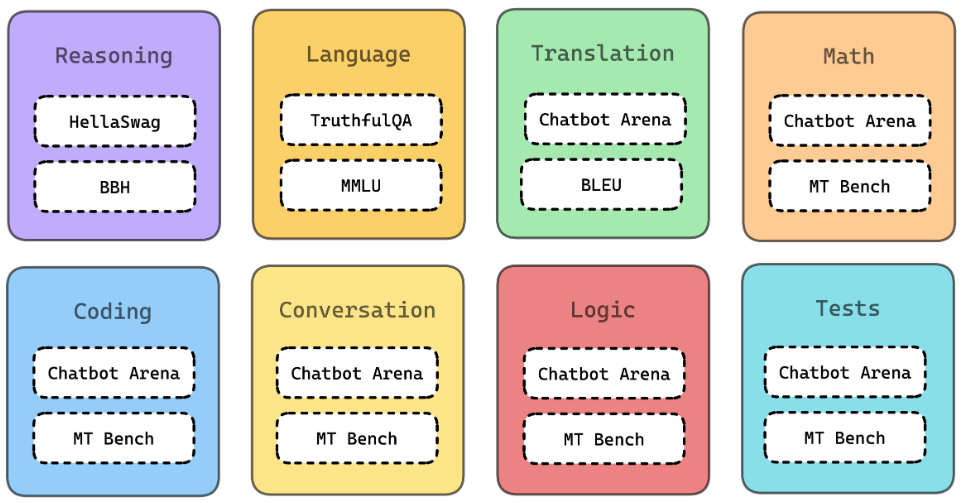 Reasoning
HellaSwag
BBH
Language
TruthfulQA
MMLU
Translation
Chatbot Arena
BLEU
Math
Chatbot Arena
MT Bench
Coding
Chatbot Arena
MT Bench
Conversation
Chatbot Arena
MT Bench
Logic
Chatbot Arena
MT Bench
Tests
Chatbot Arena
MT Bench